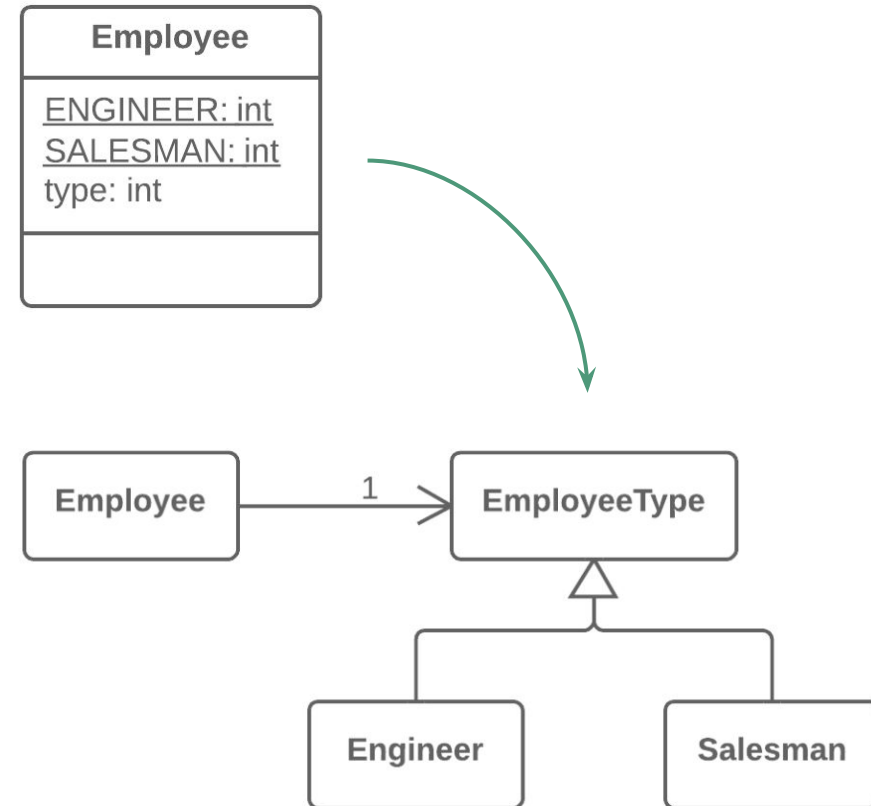 Employee
ENGINEER: int
SALESMAN: int
type: int
Employee
1
EmployeeType
Engineer
Salesman